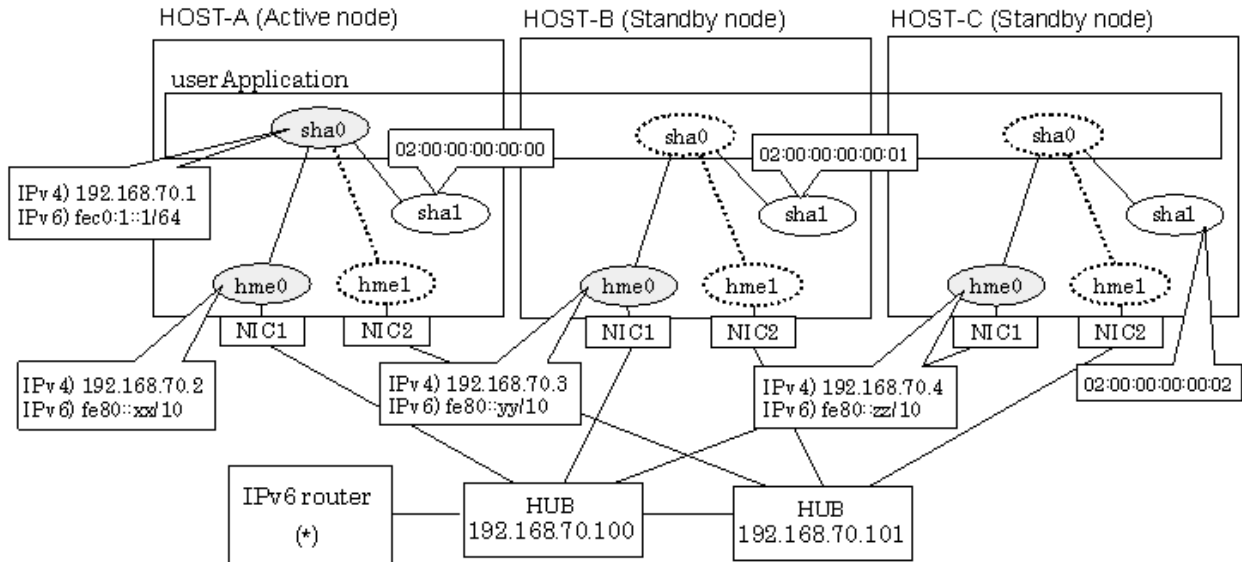 HOST-A (Active node)
HOST-B (Standby node)
HOST-C (Standby node)
userApplication
sha0
sha0
sha0
02:00:00:00:00:00
02:00:00:00:00:01
IPv4) 192.168.70.1
IPv6) fec0:1::1/64
sha1
sha1
sha1
hme0
hme1
hme0
hme1
hme0
hme1
NIC1
NIC2
NIC1
NIC2
NIC1
NIC2
IPv4) 192.168.70.2
IPv6) fe80::xx/10
IPv4) 192.168.70.3
IPv6) fe80::yy/10
IPv4) 192.168.70.4
IPv6) fe80::zz/10
02:00:00:00:00:02
IPv6 router
(*)
HUB
192.168.70.100
HUB
192.168.70.101